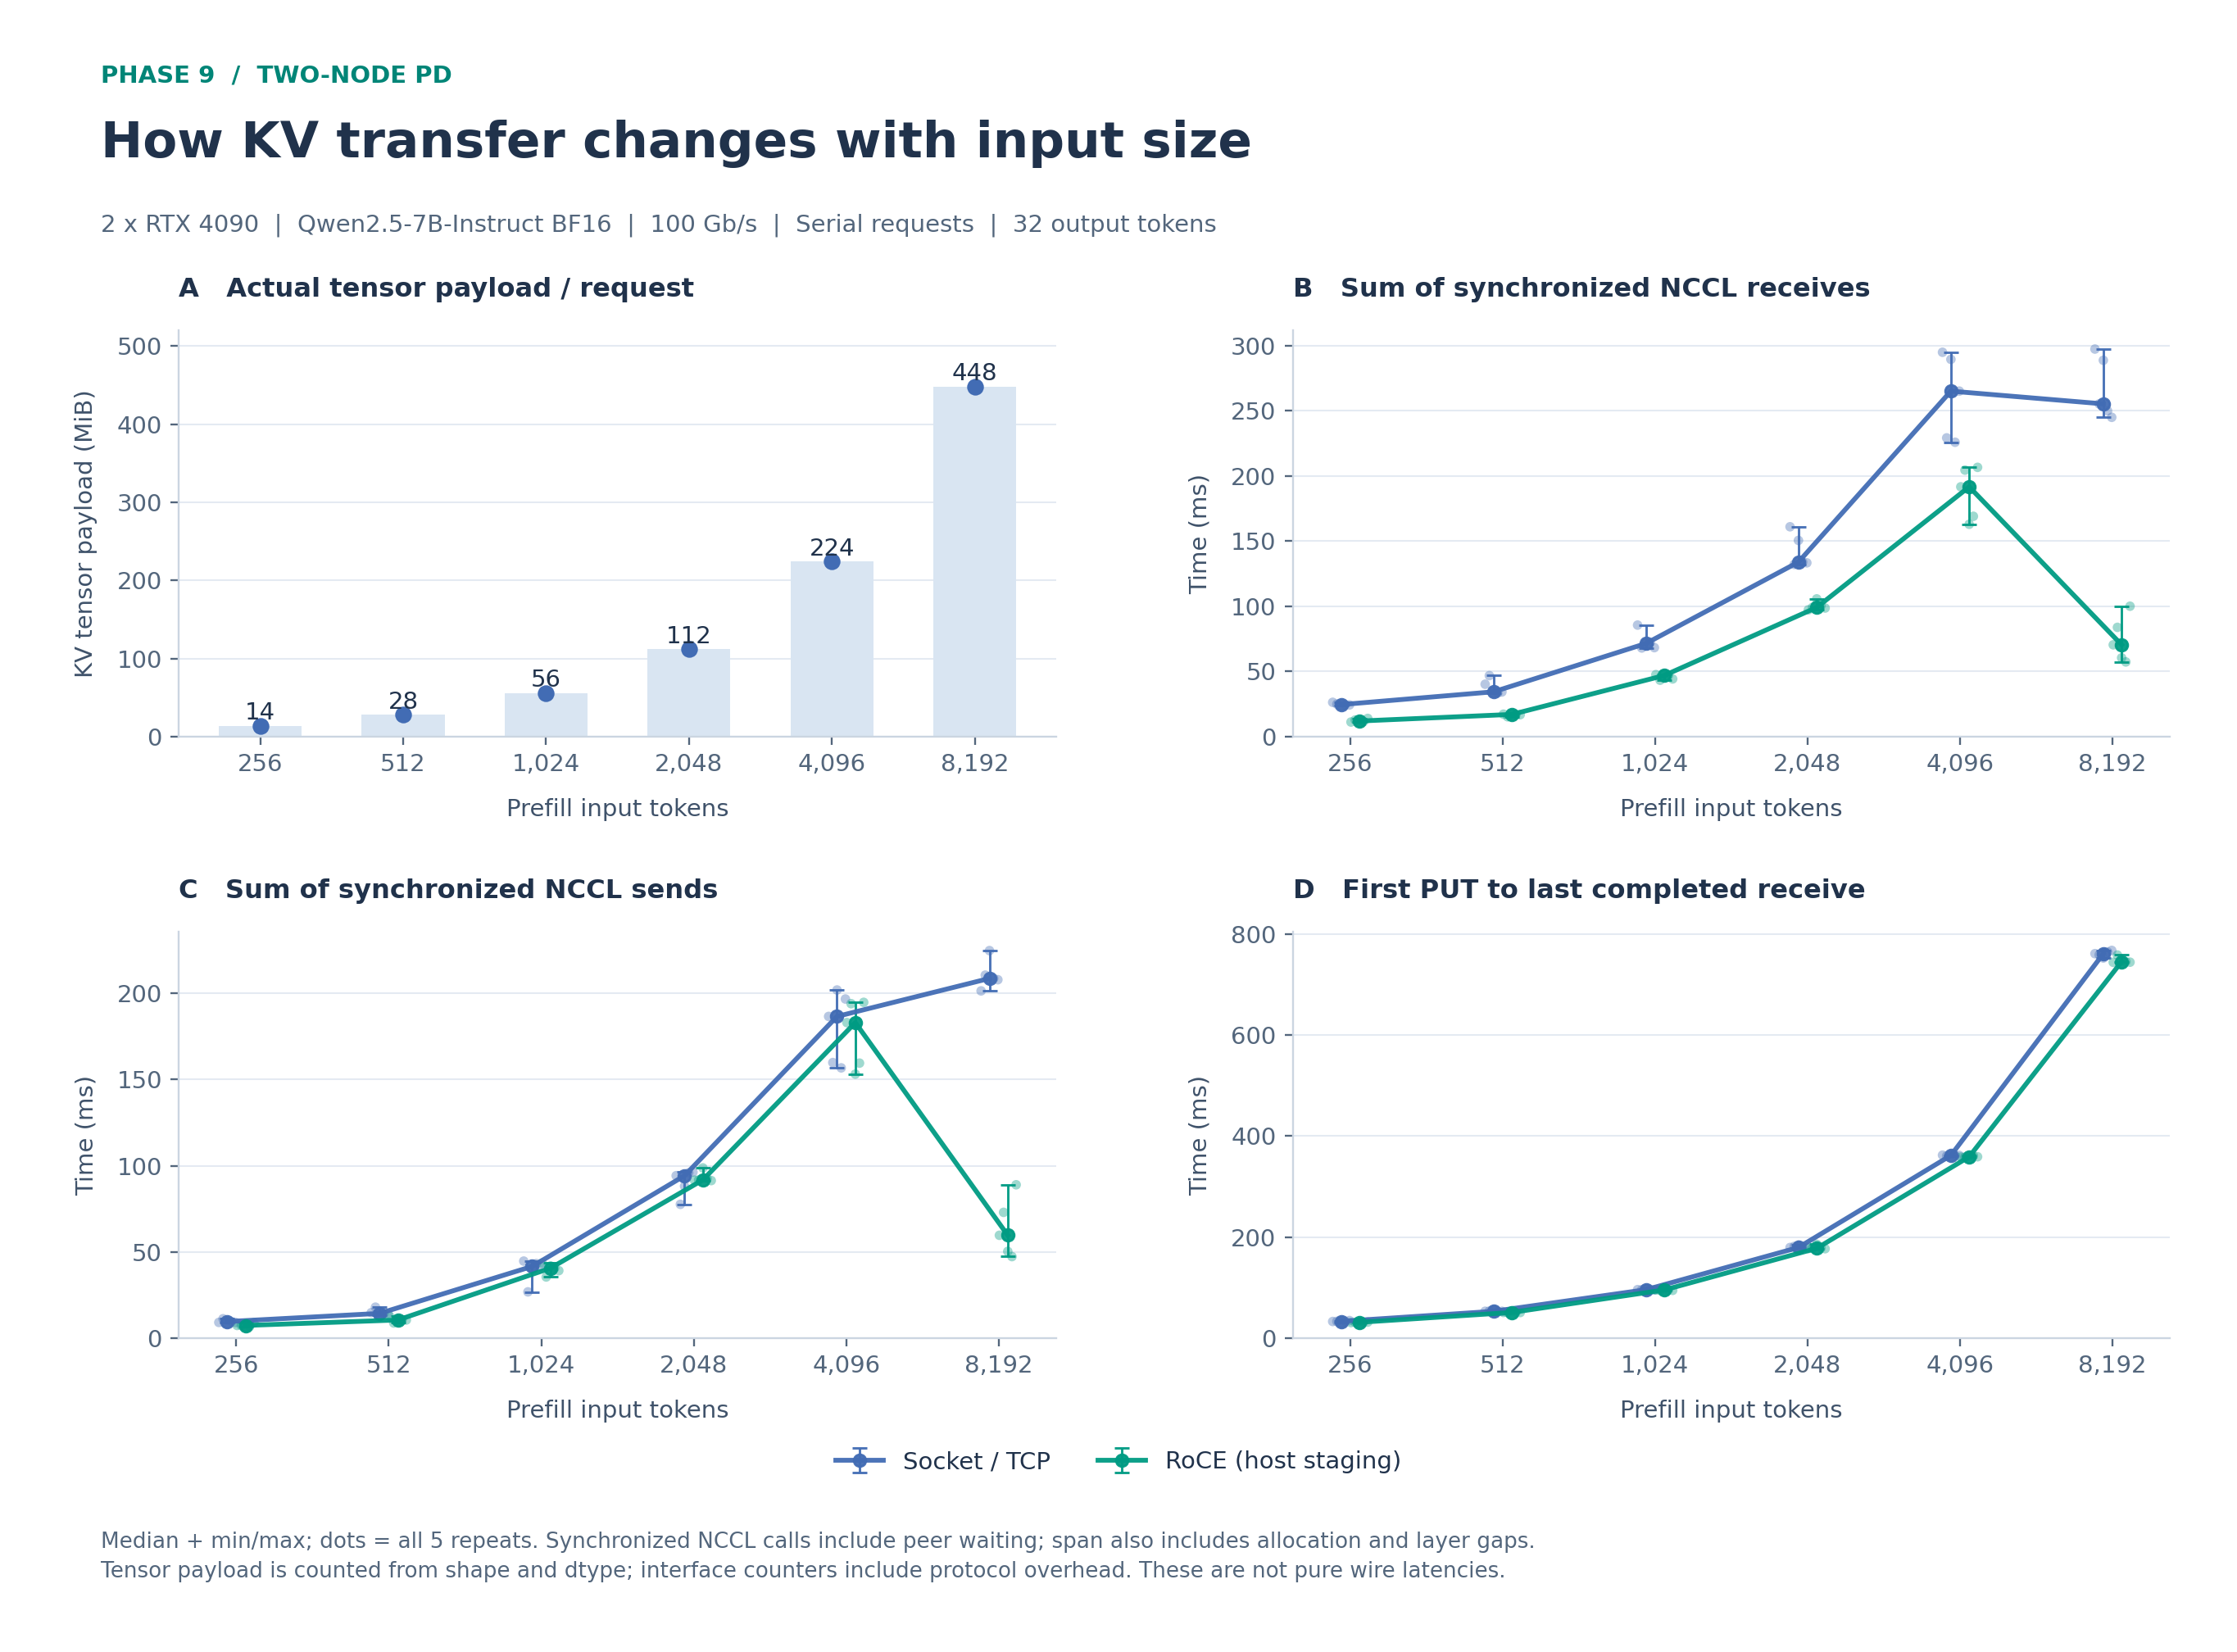 PHASE 9 / TWO-NODE PD
How KV transfer changes with input size
2 x RTX 4090 | Qwen2.5-7B-Instruct BF16 | 100 Gb/s | Serial requests | 32 output tokens
A Actual tensor payload / request
KV tensor payload (MiB)
500
400
300
200
100
0
14
28
56
112
224
448
256 512 1,024 2,048 4,096 8,192
Prefill input tokens
B Sum of synchronized NCCL receives
Time (ms)
300
250
200
150
100
50
0
256 512 1,024 2,048 4,096 8,192
Prefill input tokens
C Sum of synchronized NCCL sends
Time (ms)
200
150
100
50
0
256 512 1,024 2,048 4,096 8,192
Prefill input tokens
D First PUT to last completed receive
Time (ms)
800
600
400
200
0
256 512 1,024 2,048 4,096 8,192
Prefill input tokens
Socket / TCP
RoCE (host staging)
Median + min/max; dots = all 5 repeats. Synchronized NCCL calls include peer waiting; span also includes allocation and layer gaps.
Tensor payload is counted from shape and dtype; interface counters include protocol overhead. These are not pure wire latencies.